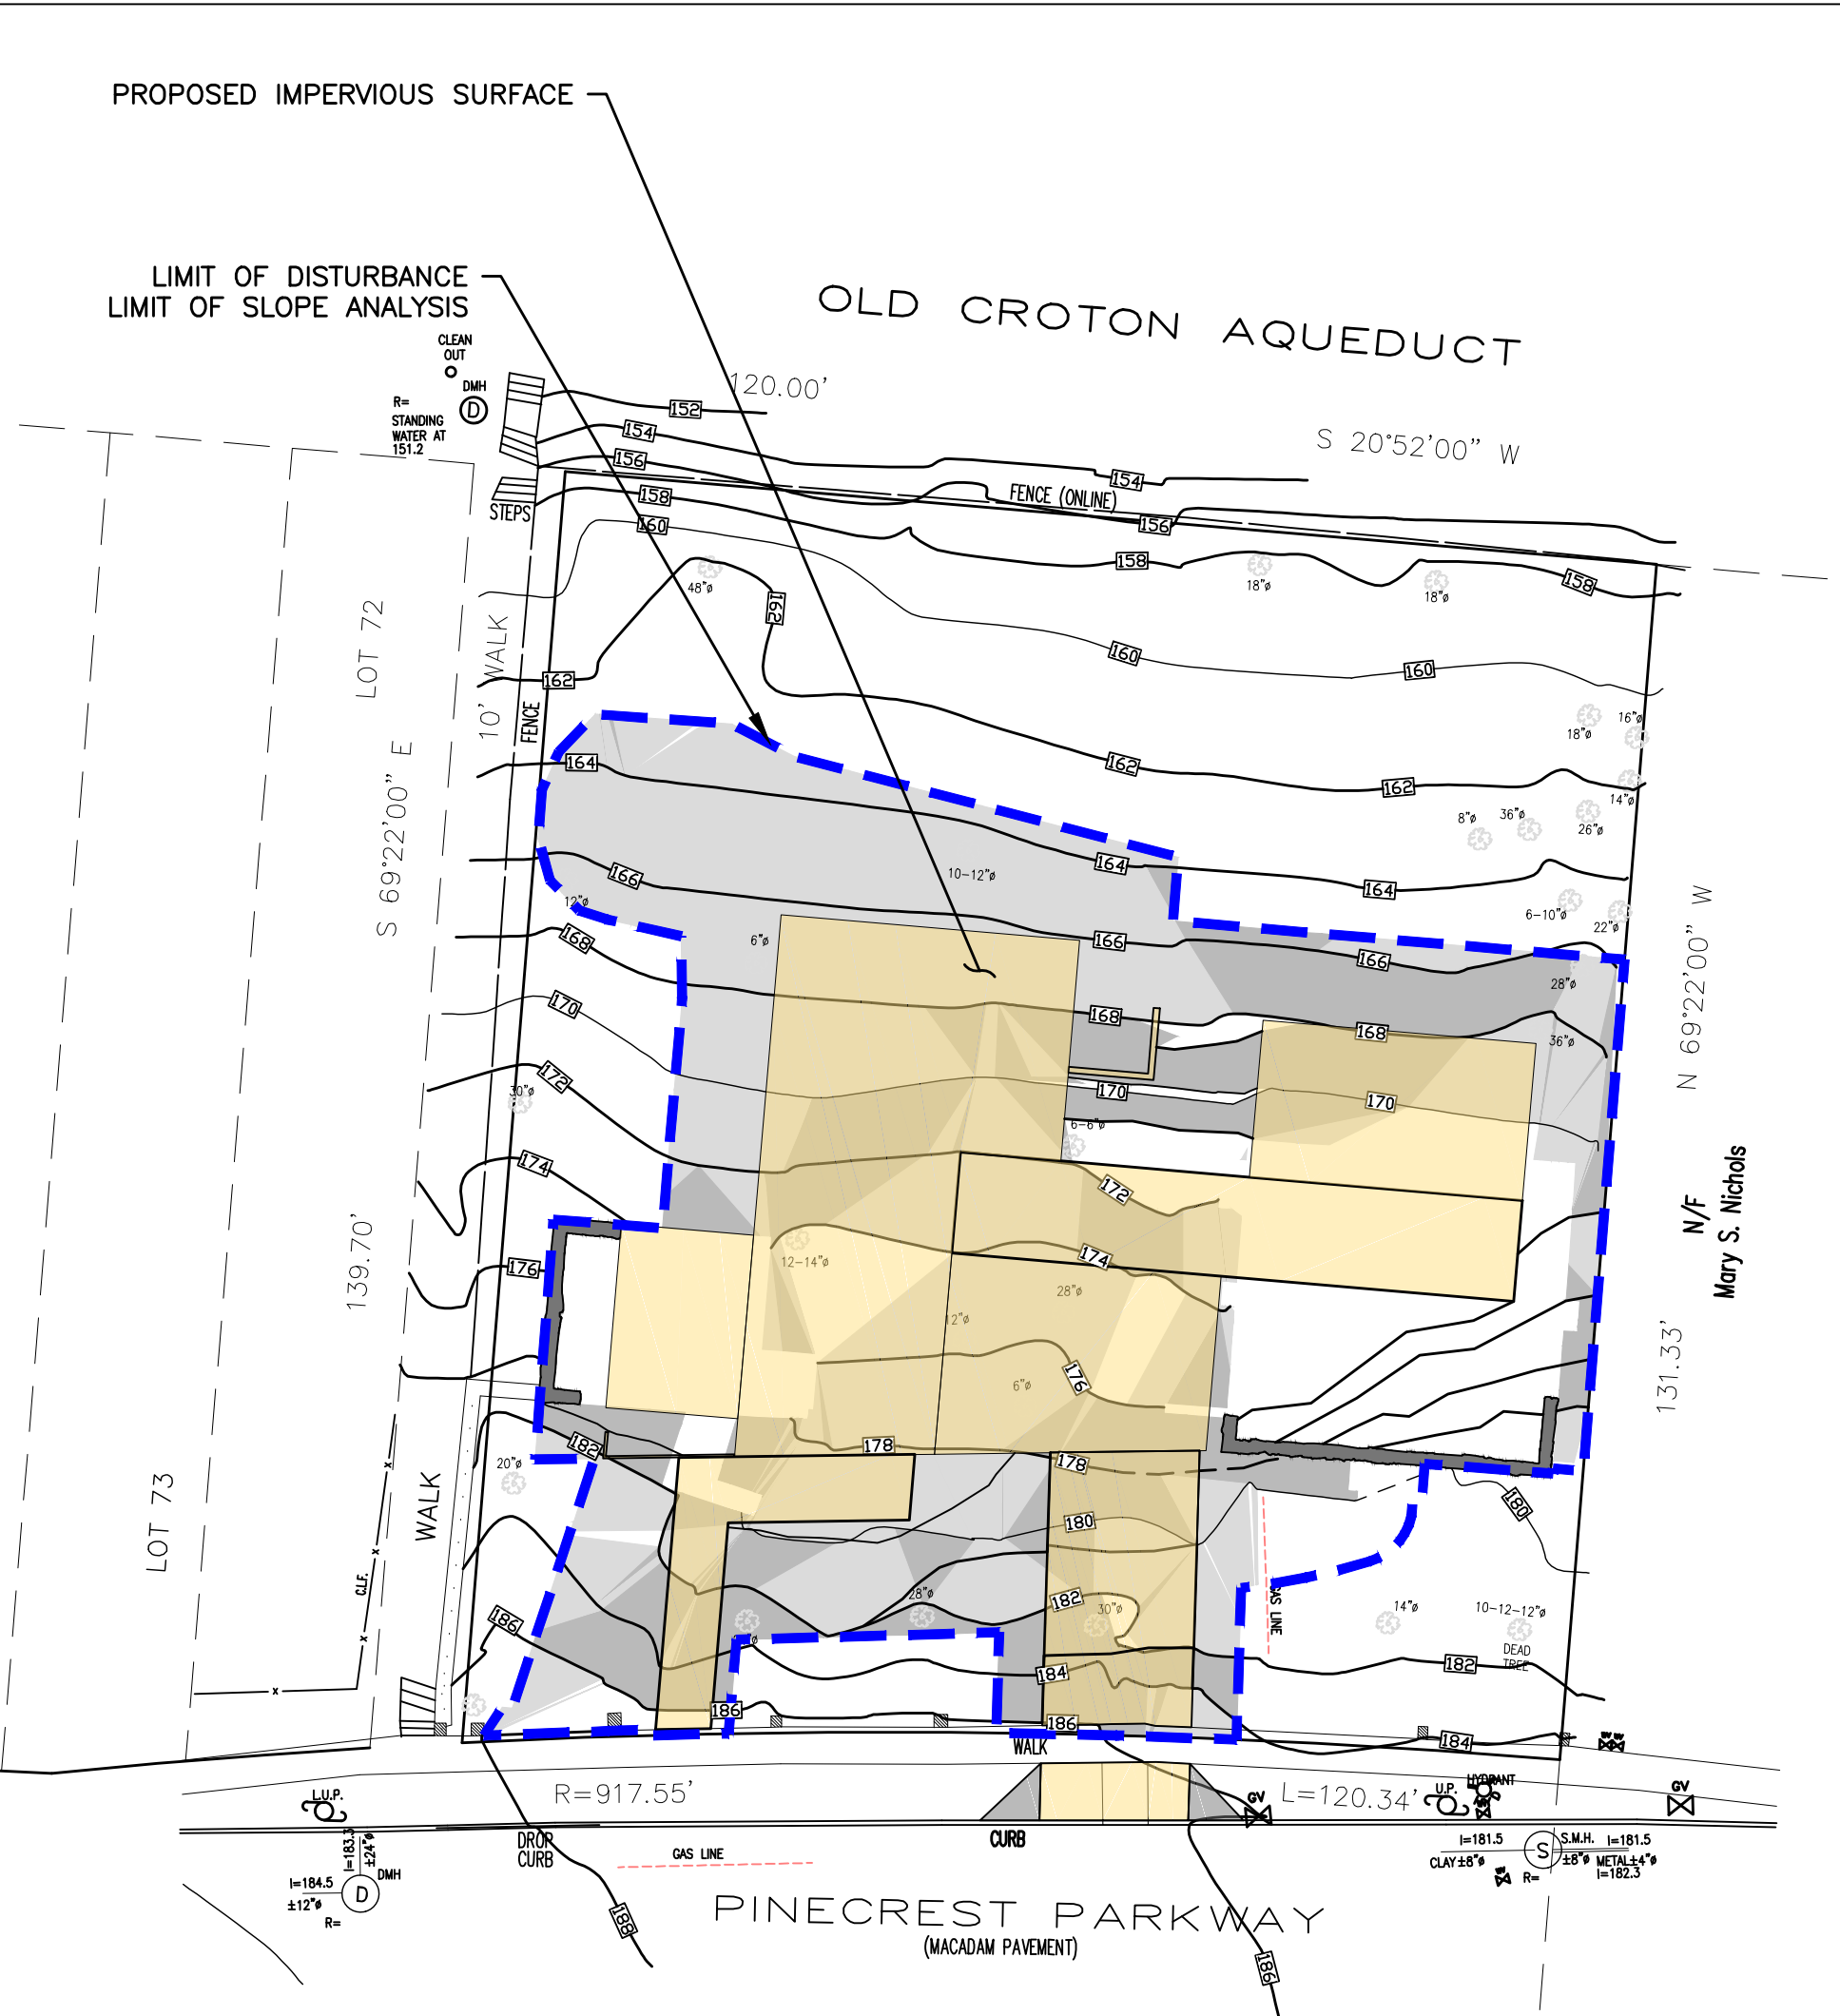 PROPOSED IMPERVIOUS SURFACE
LIMIT OF DISTURBANCE
LIMIT OF SLOPE ANALYSIS
CLEAN
OUT
DMH
D
R=
STANDING
WATER AT
151.2
OLD CROTON AQUEDUCT
120.00'
S 20°52'00" W
152
154
156
158
160
STEPS
154
FENCE (ONLINE)
156
158
158
48"ø
18"ø
18"ø
162
LOT 72
10' WALK
FENCE
162
160
160
16"ø
18"ø
S 69°22'00" E
164
162
162
14"ø
8"ø
36"ø
26"ø
166
10-12"ø
164
164
12"ø
6-10"ø
22"ø
168
6"ø
166
166
28"ø
170
168
168
36"ø
N 69°22'00" W
172
30"ø
170
170
6-6"ø
174
172
N/F
Mary S. Nichols
139.70'
176
12-14"ø
174
28"ø
12"ø
131.33'
176
6"ø
182
178
178
20"ø
180
180
LOT 73
WALK
C.I.F.
x
x
x
x
28"ø
182
30"ø
GAS LINE
14"ø
10-12-12"ø
DEAD
TREE
186
184
182
186
186
184
WALK
R=917.55'
L=120.34'
L.U.P.
U.P.
HYDRANT
GV
GV
DROP
CURB
CURB
GAS LINE
I=183.3
±24"ø
I=184.5
±12"ø
D
DMH
R=
I=181.5
CLAY±8"ø
S
S.M.H.
I=181.5
±8"ø
METAL±4"ø
I=182.3
R=
188
186
PINECREST PARKWAY
(MACADAM PAVEMENT)